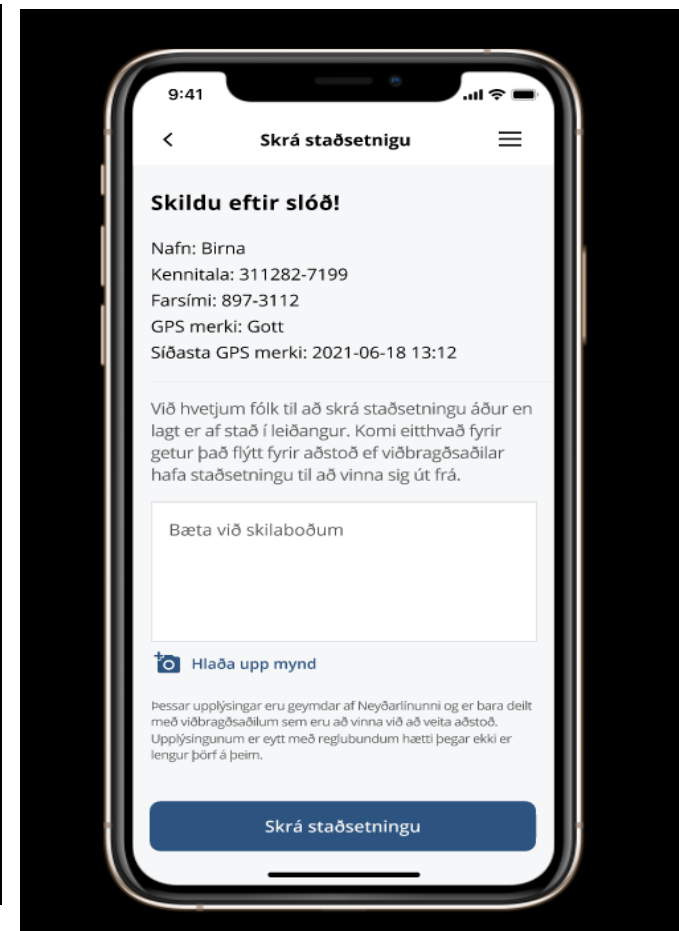 9:41
Skrá staðsetnigu
Skildu eftir slóð!
Nafn: Birna
Kennitala: 311282-7199
Farsími: 897-3112
GPS merki: Gott
Síðasta GPS merki: 2021-06-18 13:12
Við hvetjum fólk til að skrá staðsetningu áður en
lagt er af stað í leiðangur. Komi eitthvað fyrir
getur það flýtt fyrir aðstoð ef viðbragðsaðilar
hafa staðsetningu til að vinna sig út frá.
Bæta við skilaboðum
Hlaða upp mynd
Þessar upplýsingar eru geymdar af Neyðarlínunni og er bara deilt
með viðbragðsaðilum sem eru að vinna við að veita aðstoð.
Upplýsingunum er eytt með reglubundum hætti þegar ekki er
lengur þörf á þeim.
Skrá staðsetningu